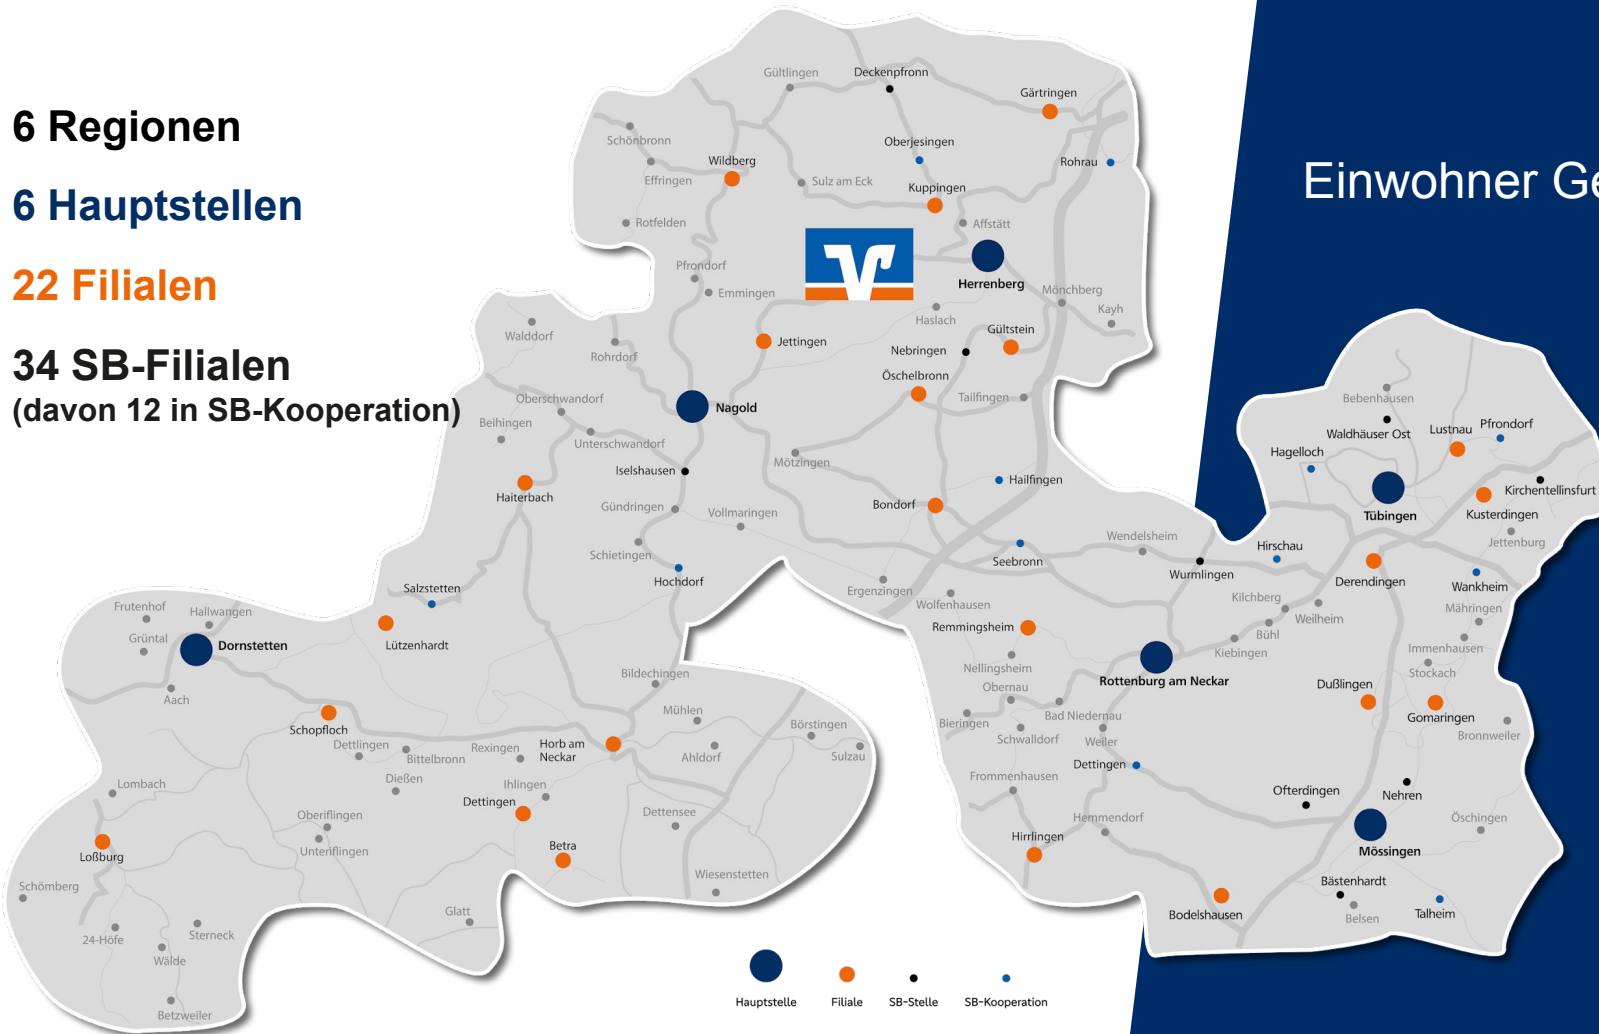 6 Regionen
6 Hauptstellen
22 Filialen
34 SB-Filialen
(davon 12 in SB-Kooperation)
Einwohner Ge
Gültlingen
Deckenpfronn
Gärtringen
Schönbronn
Oberjesingen
Wildberg
Rohrau
Effringen
Sulz am Eck
Kuppingen
Rotfelden
Affstätt
Pfrondorf
Emmingen
Herrenberg
Mönchberg
Kayh
Haslach
Walddorf
Rohrdorf
Jettingen
Gültstein
Nebringen
Öschelbronn
Tailfingen
Oberschwandorf
Nagold
Beihingen
Unterschwandorf
Mötzingen
Iselshausen
Haiterbach
Hailfingen
Gündringen
Vollmaringen
Bondorf
Schietingen
Hochdorf
Seebronn
Ergenzingen
Bebenhausen
Waldhäuser Ost
Lustnau
Pfrondorf
Hagelloch
Tübingen
Kirchentellinsfurt
Kusterdingen
Jettenburg
Wendelsheim
Wurmlingen
Hirschau
Derendingen
Wankheim
Kilchberg
Weilheim
Bühl
Kiebingen
Mähringen
Immenhausen
Stockach
Wolfenhausen
Remmingsheim
Nellingsheim
Obernau
Rottenburg am Neckar
Dußlingen
Gomaringen
Bronnweiler
Bieringen
Bad Niedernau
Schwalldorf
Weiler
Dettingen
Frommenhausen
Ofterdingen
Nehren
Öschingen
Hemmendorf
Hirrlingen
Mössingen
Bästenhardt
Belsen
Talheim
Bodelshausen
Salzstetten
Frutenhof
Hallwangen
Grüntal
Dornstetten
Lützenhardt
Aach
Bildechingen
Schopfloch
Mühlen
Börstingen
Dettlingen
Bittelbronn
Rexingen
Horb am
Neckar
Ahldorf
Sulzau
Lombach
Dießen
Ihlingen
Dettingen
Oberiflingen
Unteriflingen
Dettensee
Loßburg
Betra
Wiesenstetten
Schömberg
Glatt
24-Höfe
Sterneck
Wälde
Betzweiler
Hauptstelle
Filiale
SB-Stelle
SB-Kooperation